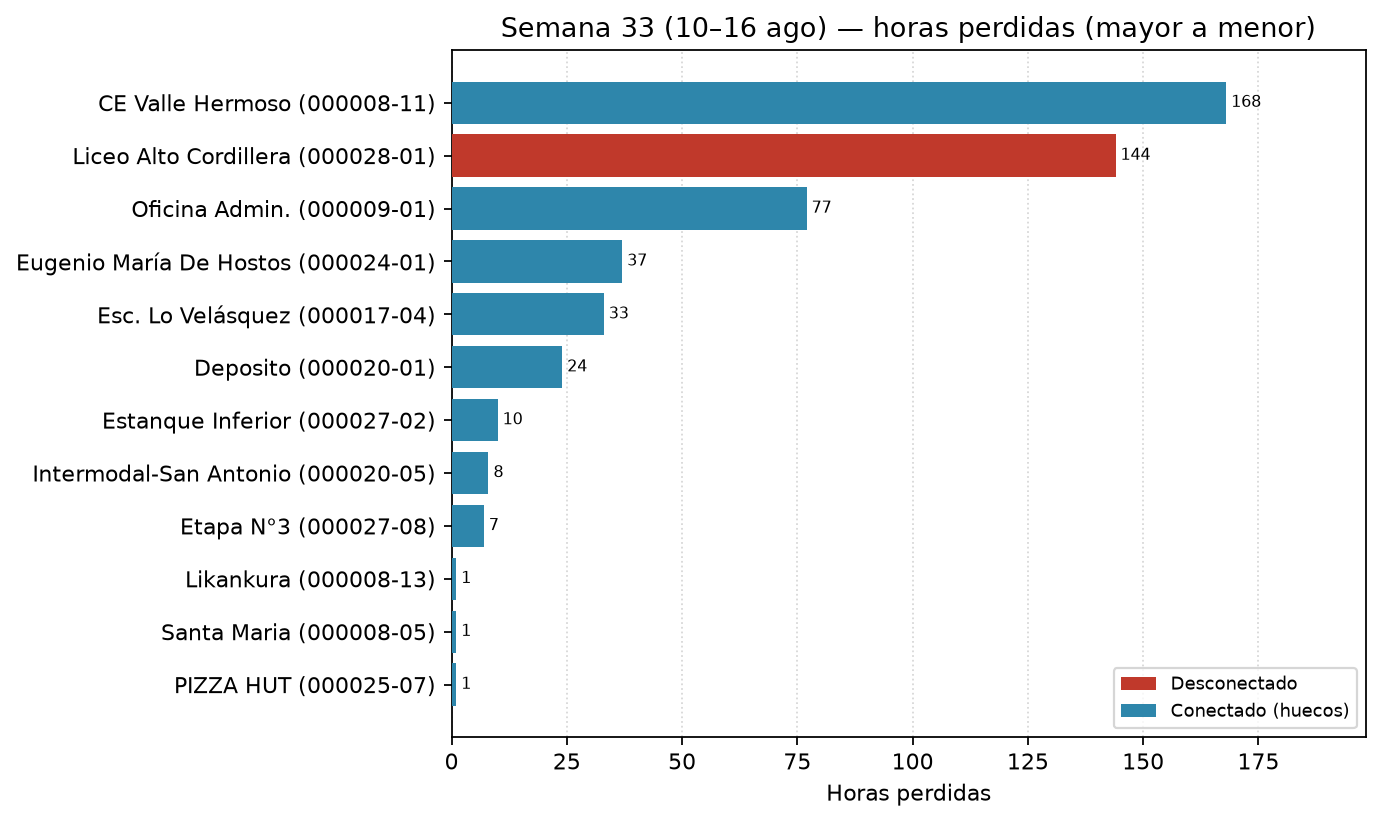 Semana 33 (10–16 ago) — horas perdidas (mayor a menor)
CE Valle Hermoso (000008-11) 168
Liceo Alto Cordillera (000028-01) 144
Oficina Admin. (000009-01) 77
Eugenio María De Hostos (000024-01) 37
Esc. Lo Velásquez (000017-04) 33
Deposito (000020-01) 24
Estanque Inferior (000027-02) 10
Intermodal-San Antonio (000020-05) 8
Etapa N°3 (000027-08) 7
Likankura (000008-13) 1
Santa Maria (000008-05) 1
PIZZA HUT (000025-07) 1
Desconectado
Conectado (huecos)
0 25 50 75 100 125 150 175
Horas perdidas